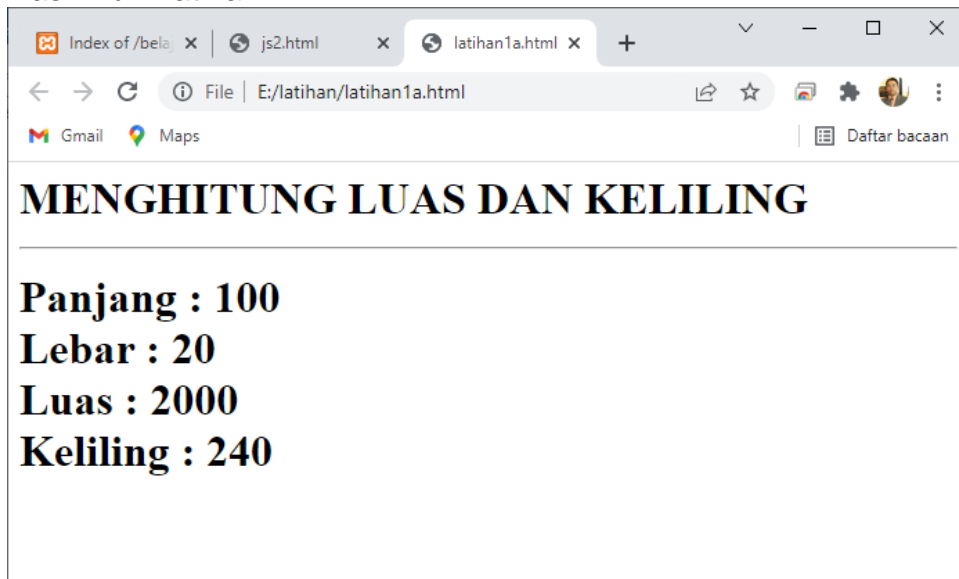 Index of /bela
js2.html
latihan1a.html
File | E:/latihan/latihan1a.html
Gmail
Maps
Daftar bacaan
MENGHITUNG LUAS DAN KELILING
Panjang : 100
Lebar : 20
Luas : 2000
Keliling : 240